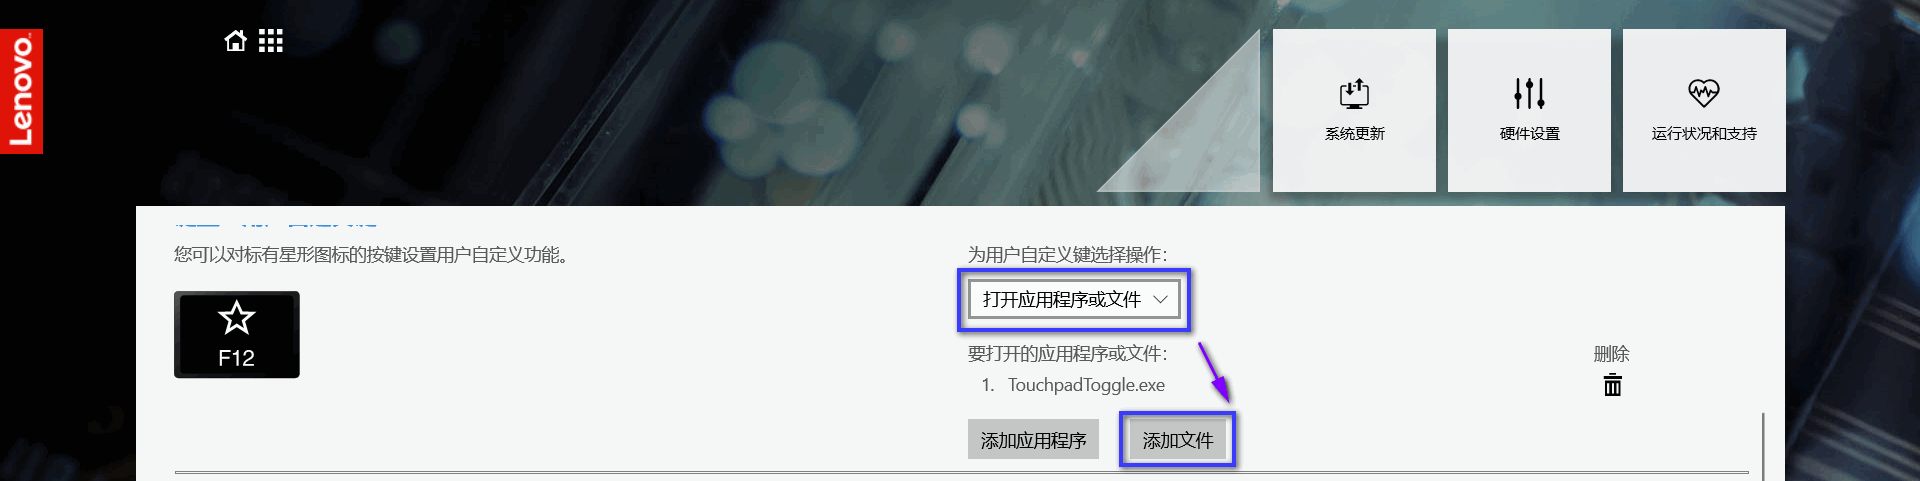 Lenovo
系统更新
硬件设置
运行状况和支持
您可以对标有星形图标的按键设置用户自定义功能。
为用户自定义键选择操作:
F12
打开应用程序或文件
要打开的应用程序或文件:
删除
1. TouchpadToggle.exe
添加应用程序
添加文件